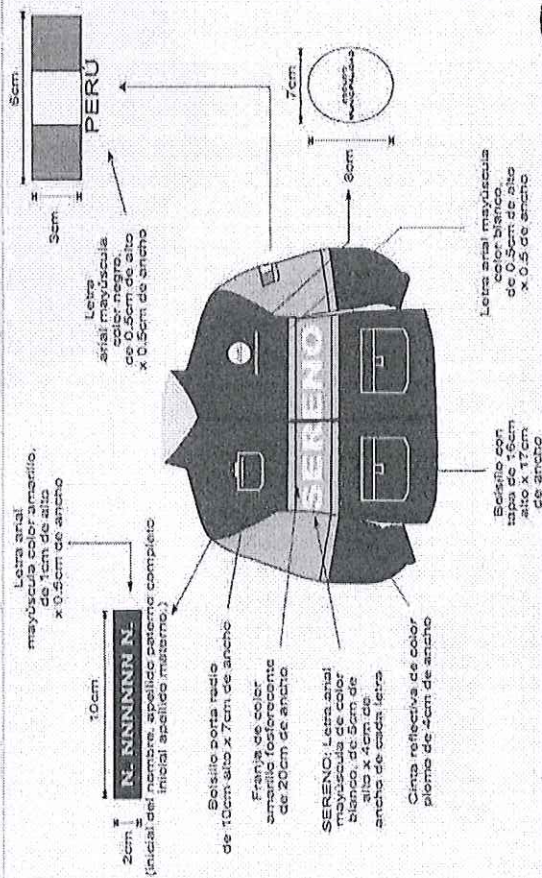 Letra arial
mayúscula color amarillo,
de 1cm de alto
x 0.5cm de ancho
10cm
2cm
N. NNNNNNN N.
(inicial del nombre, apellido paterno completo
inicial apellido materno.)
Letra
arial mayúscula
color negro,
de 0.5cm de alto
x 0.5cm de ancho
3cm
PERÚ
7cm
8cm
ESCUDO
SERENO
Bolsillo porta radio
de 10cm alto x 7cm de ancho
Franja de color
amarillo fosforecente
de 20cm de ancho
SERENO: Letra arial
mayúscula de color
blanco, de 5cm de
alto x 4cm de
ancho de cada letra
Cinta reflectiva de color
plomo de 4cm de ancho
Bolsillo con
tapa de 16cm
alto x 17cm
de ancho
Letra arial mayúscula
color blanco,
de 0.5cm de alto
x 0.5 de ancho